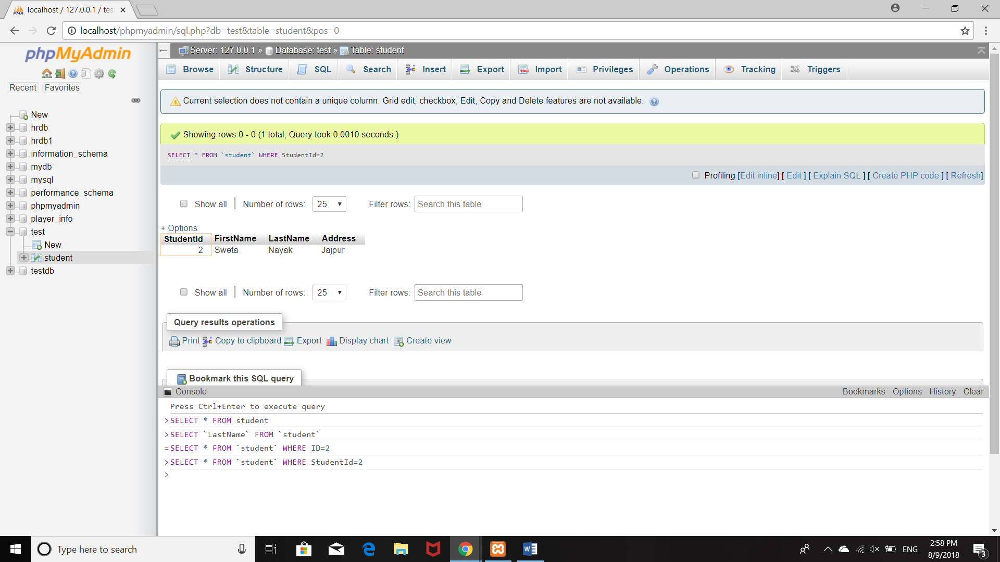 localhost / 127.0.0.1 / tes
localhost/phpmyadmin/sql.php?db=test&table=student&pos=0
phpMyAdmin
Recent Favorites
New
hrdb
hrdb1
information_schema
mydb
mysql
performance_schema
phpmyadmin
player_info
test
New
student
testdb
Server: 127.0.0.1 » Database: test » Table: student
Browse Structure SQL Search Insert Export Import Privileges Operations Tracking Triggers
Current selection does not contain a unique column. Grid edit, checkbox, Edit, Copy and Delete features are not available.
Showing rows 0 - 0 (1 total, Query took 0.0010 seconds.)
SELECT * FROM `student` WHERE StudentId=2
Profiling [Edit inline] [ Edit ] [ Explain SQL ] [ Create PHP code ] [ Refresh]
Show all Number of rows: 25 Filter rows: Search this table
+ Options
StudentId FirstName LastName Address
2 Sweta Nayak Jajpur
Show all Number of rows: 25 Filter rows: Search this table
Query results operations
Print Copy to clipboard Export Display chart Create view
Bookmark this SQL query
Console Bookmarks Options History Clear
Press Ctrl+Enter to execute query
>SELECT * FROM student
>SELECT `LastName` FROM `student`
=SELECT * FROM `student` WHERE ID=2
>SELECT * FROM `student` WHERE StudentId=2
>
Type here to search
ENG
2:58 PM
8/9/2018
3